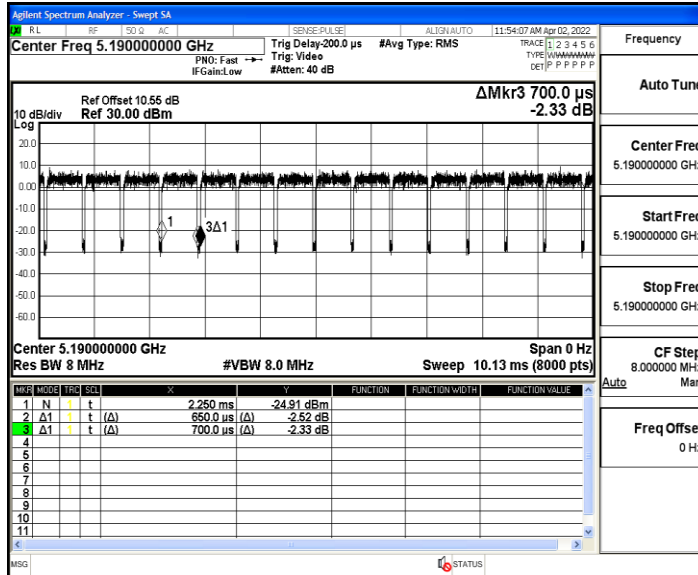 Agilent Spectrum Analyzer - Swept SA
RL RF 50 Ω AC SENSE:PULSE ALIGN AUTO 11:54:07 AM Apr 02, 2022
Center Freq 5.190000000 GHz
PNO: Fast
IFGain:Low
Trig Delay-200.0 µs
Trig: Video
#Atten: 40 dB
#Avg Type: RMS
TRACE 1 2 3 4 5 6
TYPE WWWWWW
DET P P P P P P
Ref Offset 10.55 dB
10 dB/div Ref 30.00 dBm
Log
ΔMkr3 700.0 µs
-2.33 dB
20.0
10.0
0.00
-10.0
-20.0
-30.0
-40.0
-50.0
-60.0
1
3Δ1
Center 5.190000000 GHz Span 0 Hz
Res BW 8 MHz #VBW 8.0 MHz Sweep 10.13 ms (8000 pts)
MKR MODE TRC SCL X Y FUNCTION FUNCTION WIDTH FUNCTION VALUE
1 N 1 t 2.250 ms -24.91 dBm
2 Δ1 1 t (Δ) 650.0 µs (Δ) -2.52 dB
3 Δ1 1 t (Δ) 700.0 µs (Δ) -2.33 dB
4
5
6
7
8
9
10
11
MSG STATUS
Frequency
Auto Tune
Center Freq
5.190000000 GHz
Start Freq
5.190000000 GHz
Stop Freq
5.190000000 GHz
CF Step
8.000000 MHz
Auto Man
Freq Offset
0 Hz